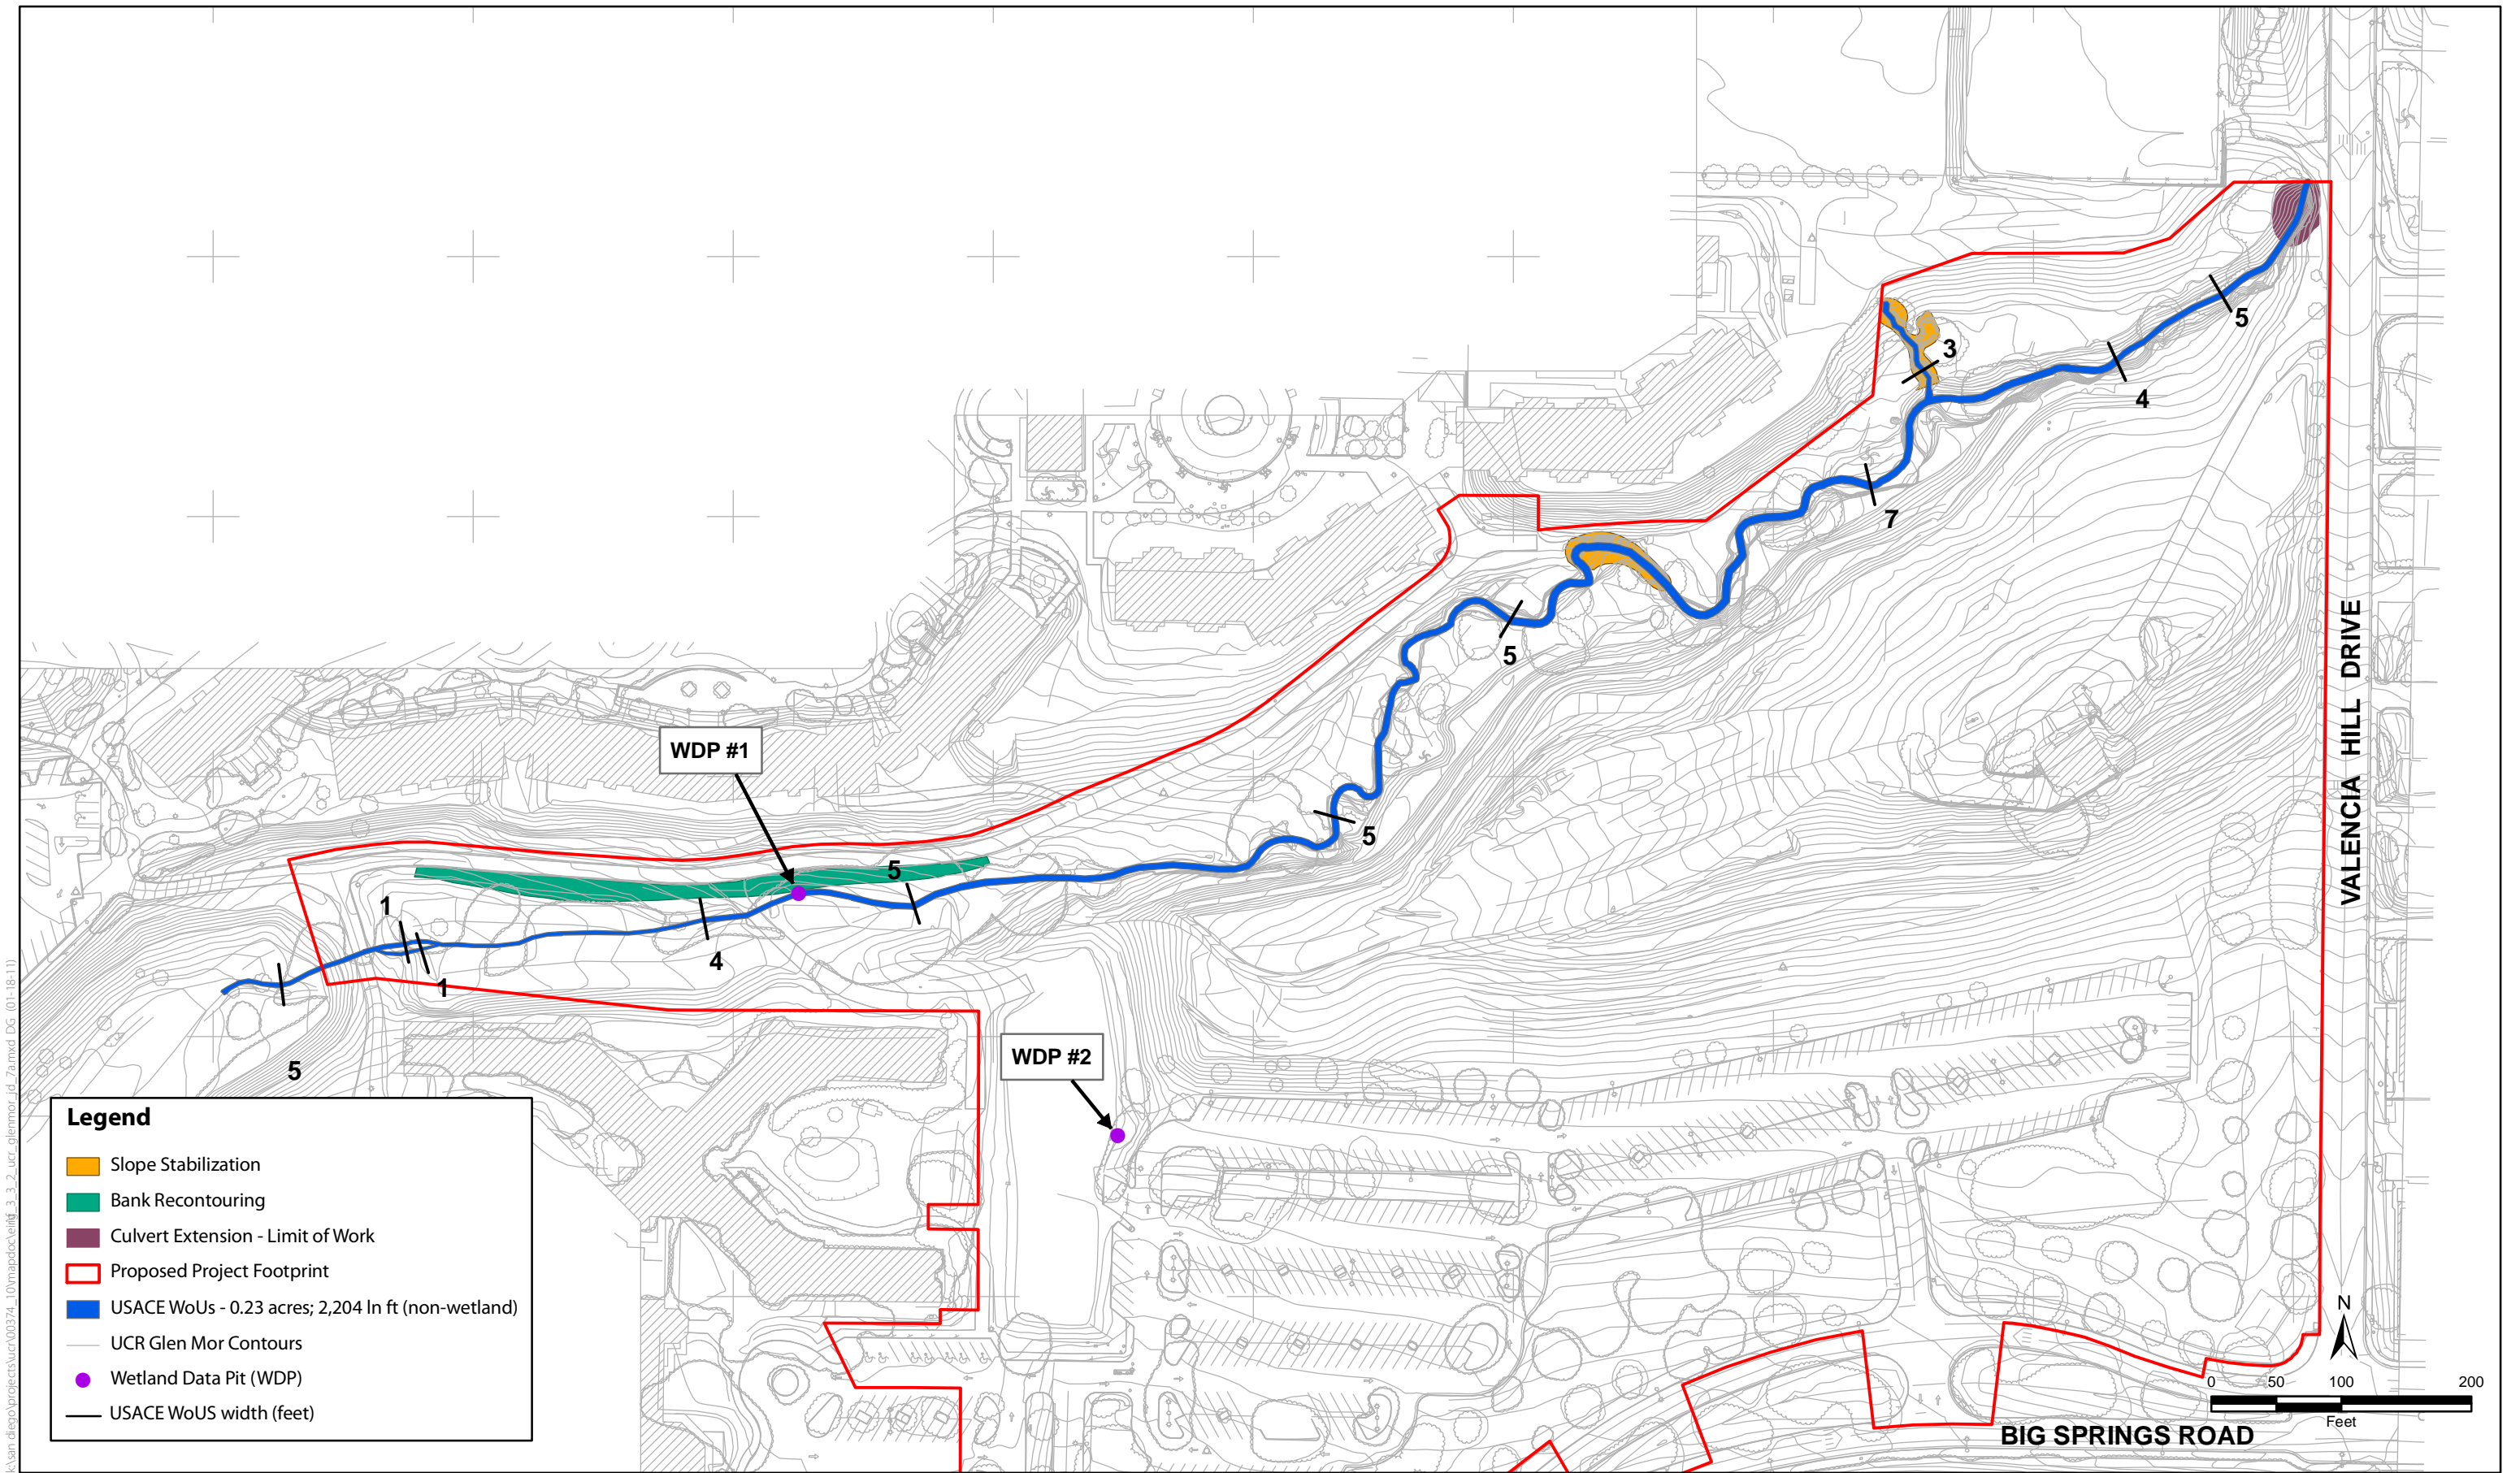 3
5
4
7
5
WDP #1
5
5
1
4
1
5
WDP #2
VALENCIA HILL DRIVE
Legend
Slope Stabilization
Bank Recontouring
Culvert Extension - Limit of Work
Proposed Project Footprint
USACE WoUs - 0.23 acres; 2,204 ln ft (non-wetland)
UCR Glen Mor Contours
Wetland Data Pit (WDP)
USACE WoUS width (feet)
N
0 50 100 200
Feet
BIG SPRINGS ROAD